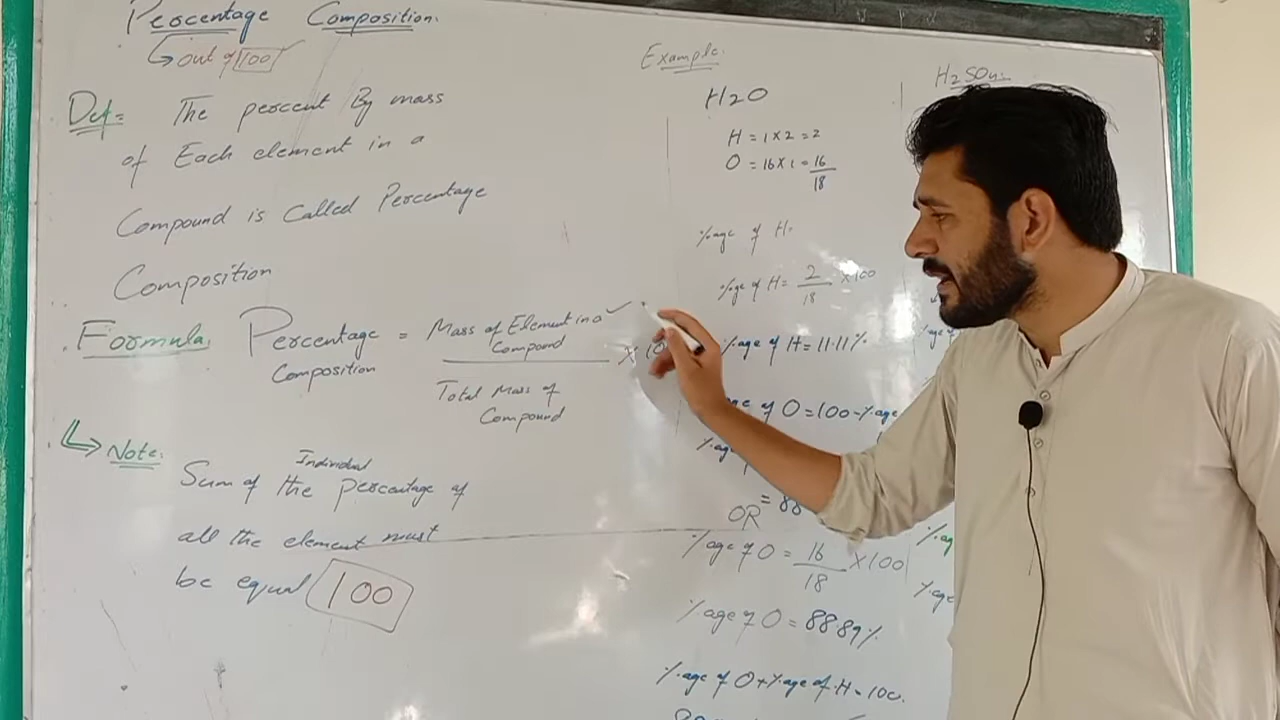 Percentage Composition.
out of 100
Def= The percent By mass
of Each element in a
Compound is Called Percentage
Composition
Formula. Percentage Composition = Mass of Element in a Compound
Total Mass of Compound
× 10
Note:
Sum of the Individual percentage of
all the element must
be equal 100
Example:
H2O
H = 1×2=2
O = 16×1=16
18
%age of H=
%age of H= 2/18 ×100
%age of H = 11.11%
of O=100-%age
OR
= 88
%age of O = 16/18 ×100
%age of O = 88.89%
%age of O+%age of H=100.
H2SO4:
%age